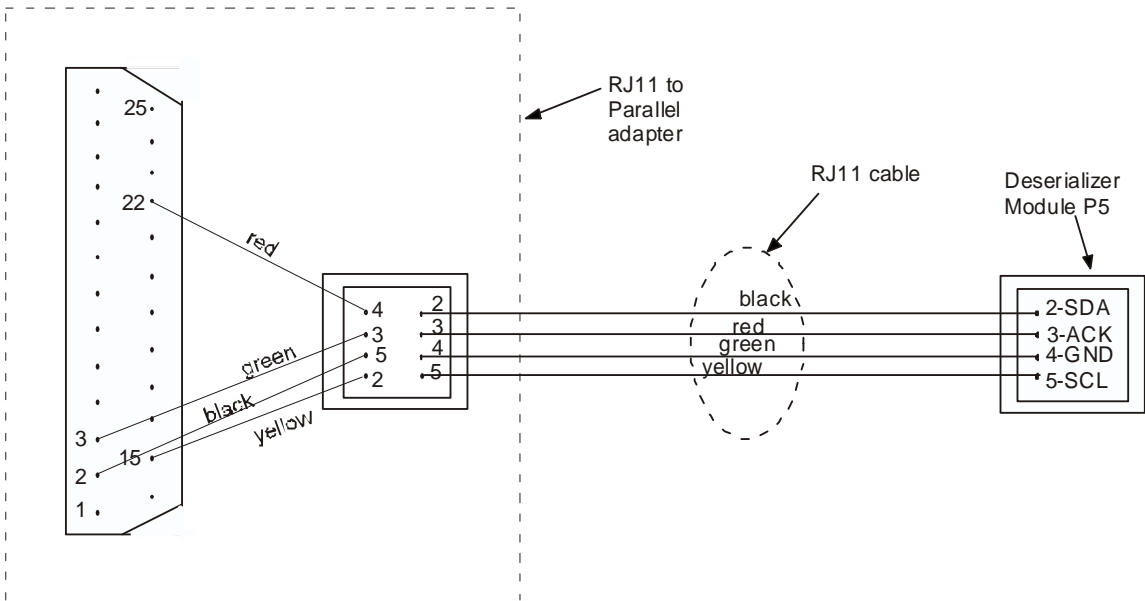 25
22
3
2
1
15
red
green
black
yellow
4
3
5
2
2
3
4
5
RJ11 to
Parallel
adapter
RJ11 cable
black
red
green
yellow
Deserializer
Module P5
2-SDA
3-ACK
4-GND
5-SCL